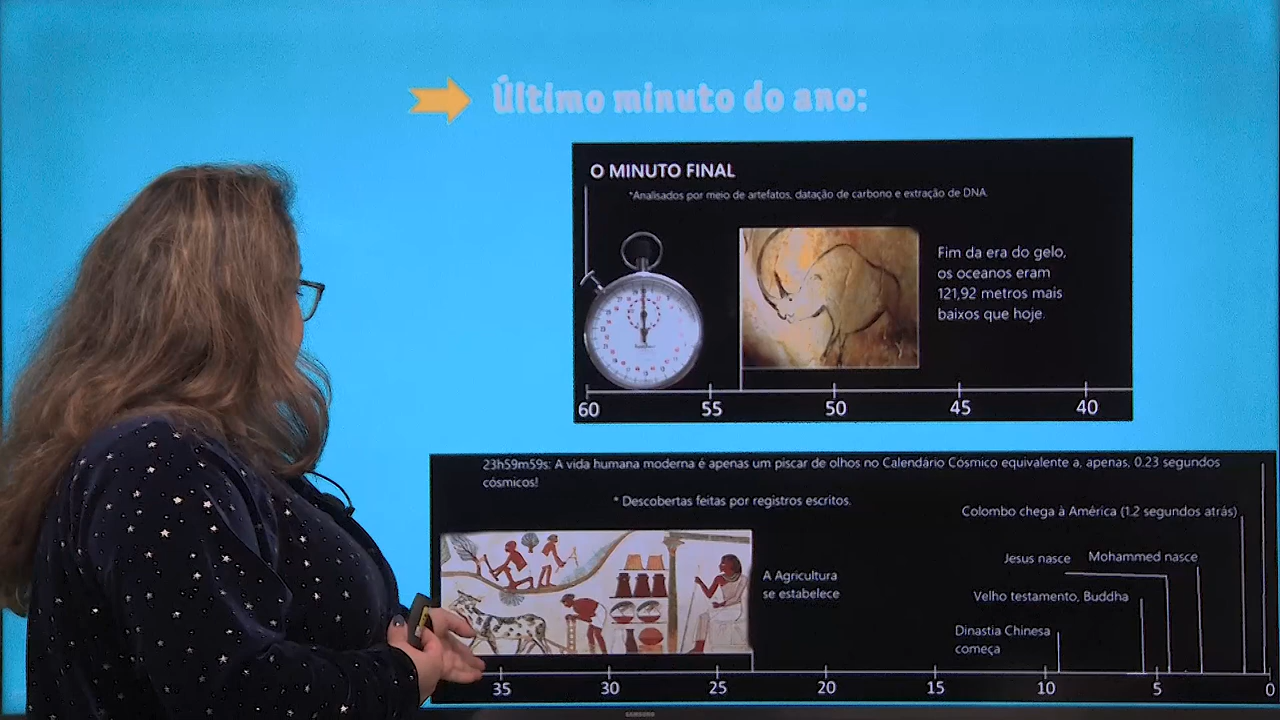 Último minuto do ano:
O MINUTO FINAL
*Analisados por meio de artefatos, datação de carbono e extração de DNA.
Fim da era do gelo,
os oceanos eram
121,92 metros mais
baixos que hoje.
60 55 50 45 40
23h59m59s: A vida humana moderna é apenas um piscar de olhos no Calendário Cósmico equivalente a, apenas, 0.23 segundos
cósmicos!
* Descobertas feitas por registros escritos.
Colombo chega à América (1.2 segundos atrás)
Jesus nasce Mohammed nasce
A Agricultura
se estabelece
Velho testamento, Buddha
Dinastia Chinesa
começa
35 30 25 20 15 10 5 0
SAMSUNG